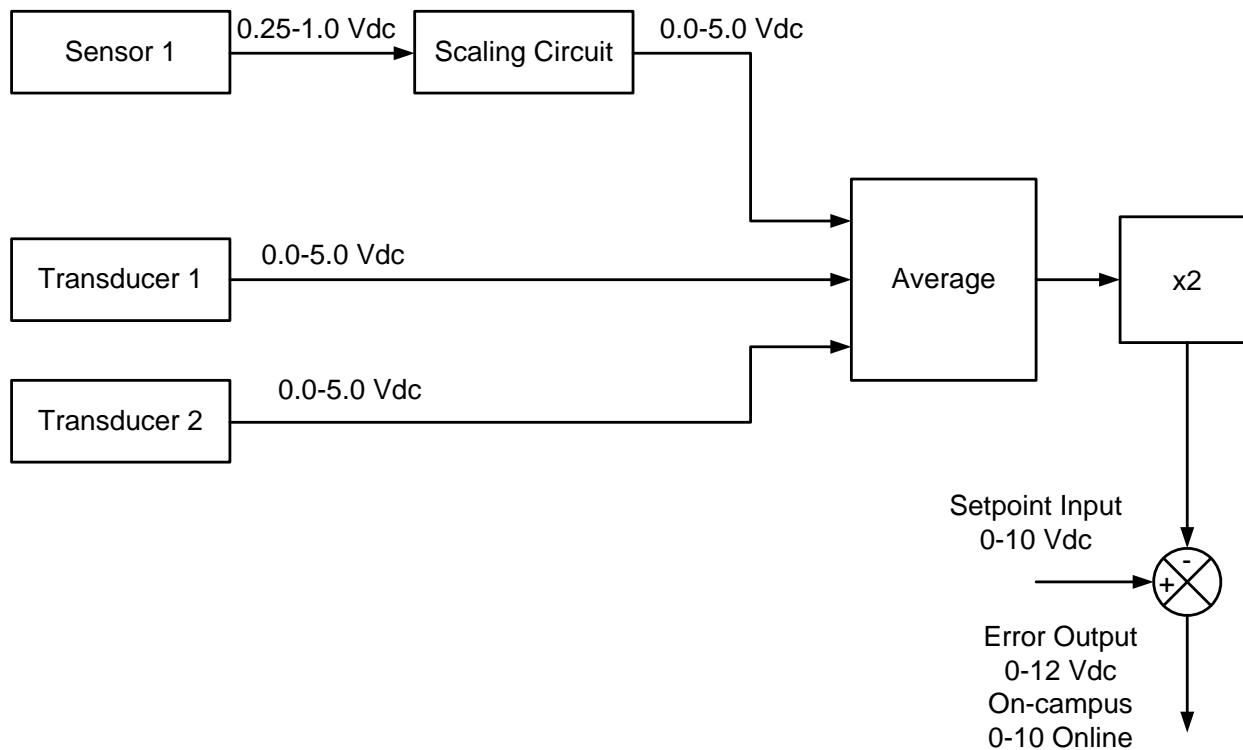 Sensor 1
0.25-1.0 Vdc
Scaling Circuit
0.0-5.0 Vdc
Transducer 1
0.0-5.0 Vdc
Average
x2
Transducer 2
0.0-5.0 Vdc
Setpoint Input
0-10 Vdc
-
+
Error Output
0-12 Vdc
On-campus
0-10 Online